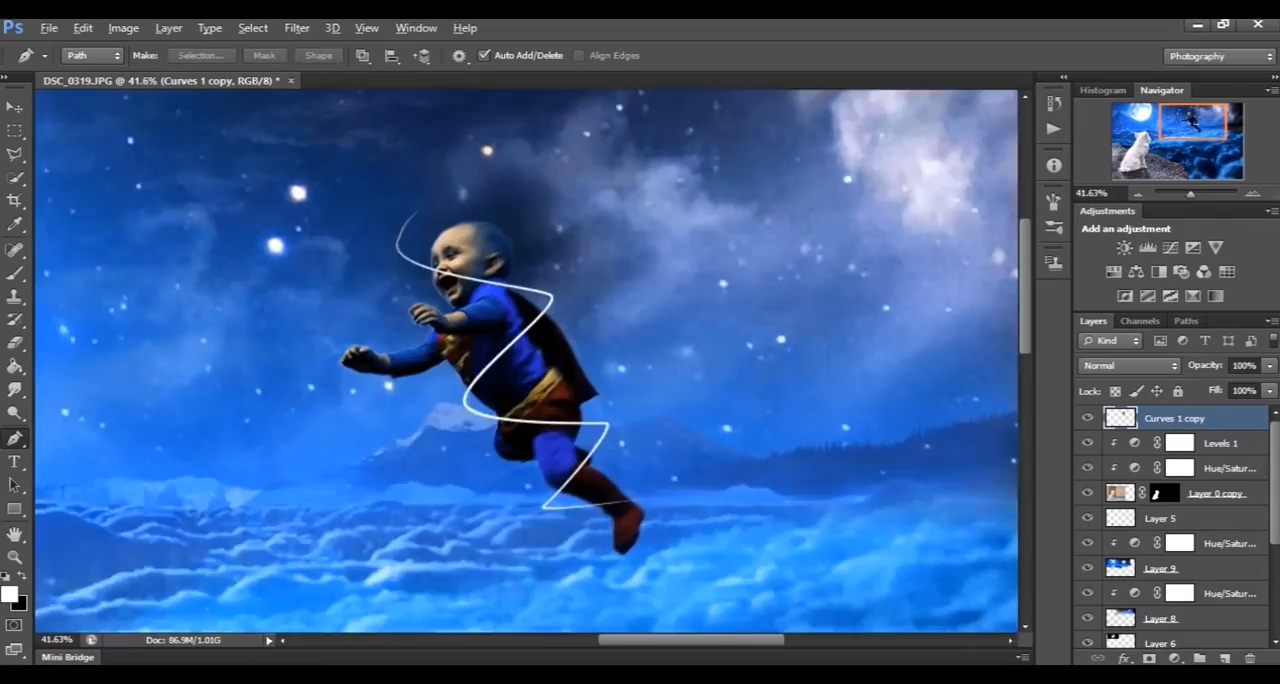 Ps File Edit Image Layer Type Select Filter 3D View Window Help
Path Make: Selection... Mask Shape Auto Add/Delete Align Edges Photography
DSC_0319.JPG @ 41.6% (Curves 1 copy, RGB/8) * ×
Histogram Navigator
41.63%
Adjustments
Add an adjustment
Layers Channels Paths
Kind
Normal Opacity: 100%
Lock: Fill: 100%
Curves 1 copy
Levels 1
Hue/Satur...
Layer 0 copy
Layer 5
Hue/Satur...
Layer 9
Hue/Satur...
Layer 8
Layer 6
41.63% Doc: 86.9M/1.01G
Mini Bridge
fx